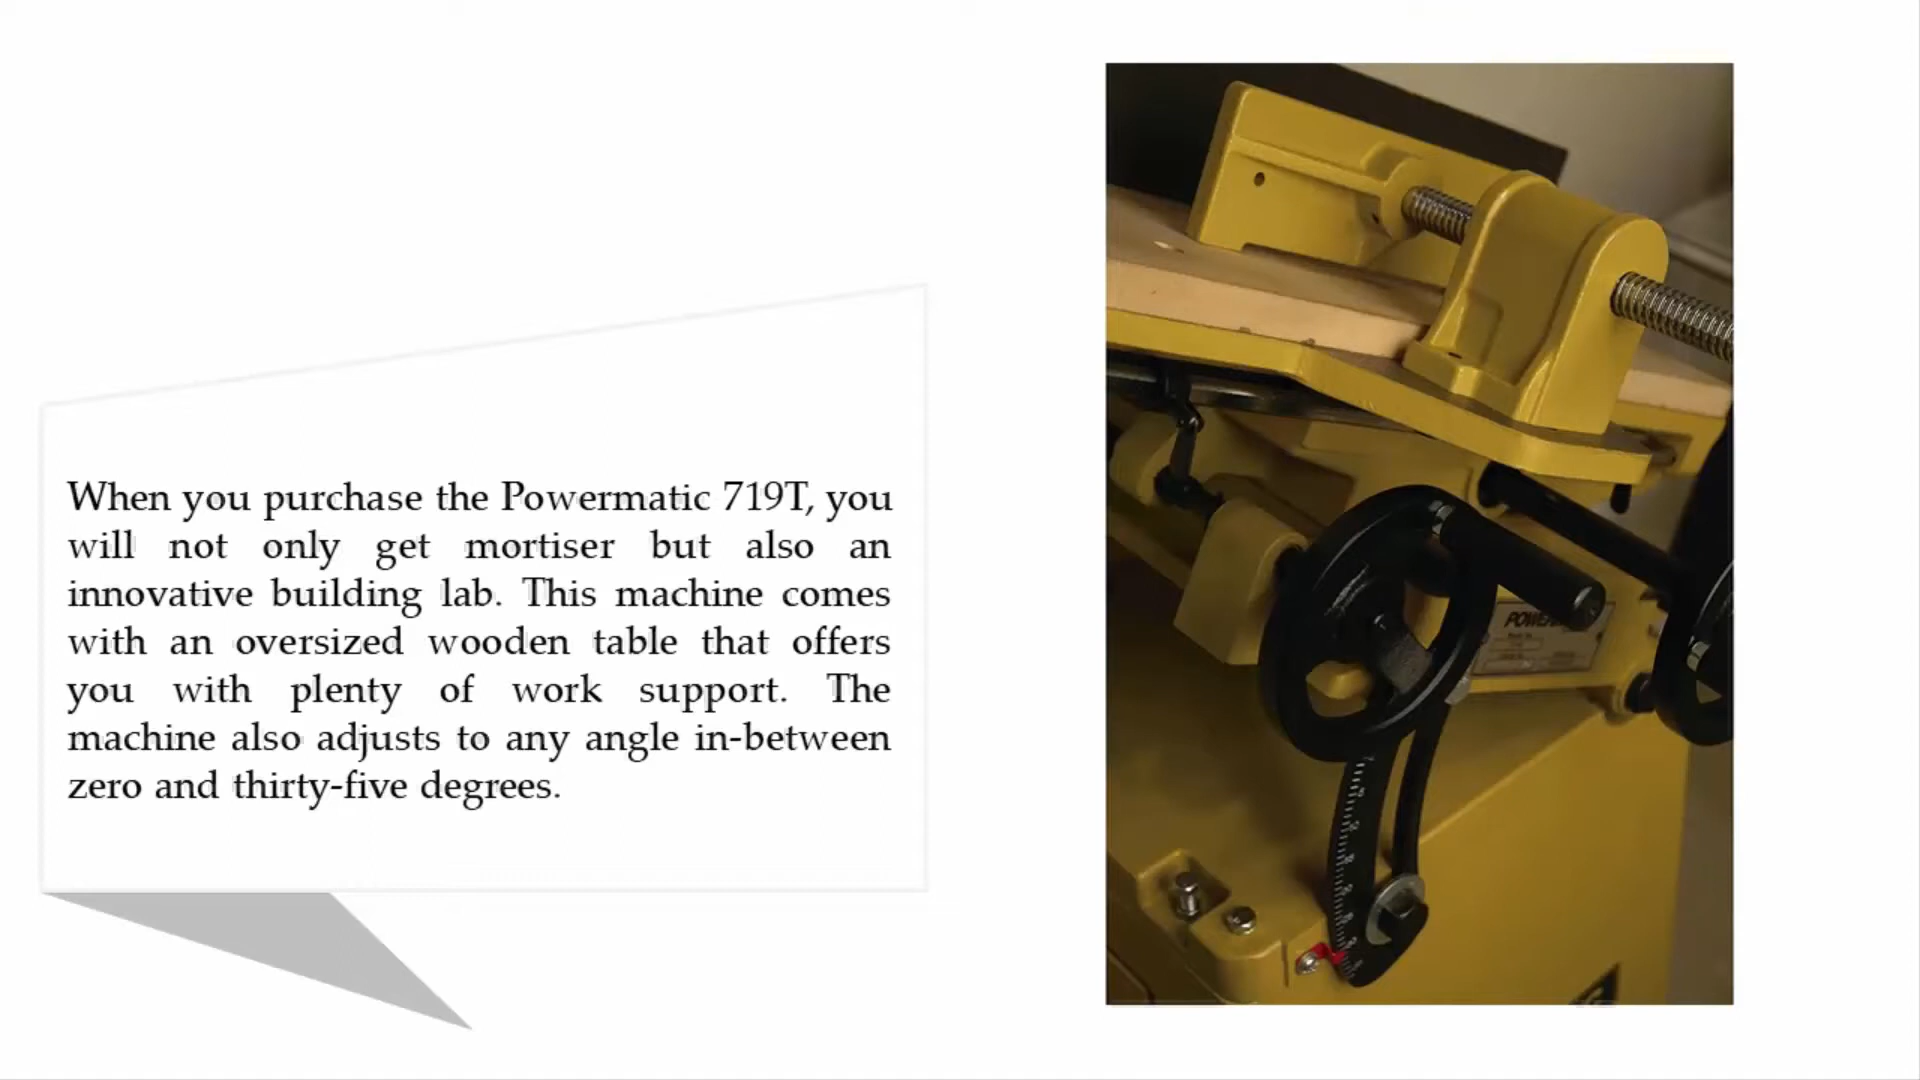 When you purchase the Powermatic 719T, you
will not only get mortiser but also an
innovative building lab. This machine comes
with an oversized wooden table that offers
you with plenty of work support. The
machine also adjusts to any angle in-between
zero and thirty-five degrees.